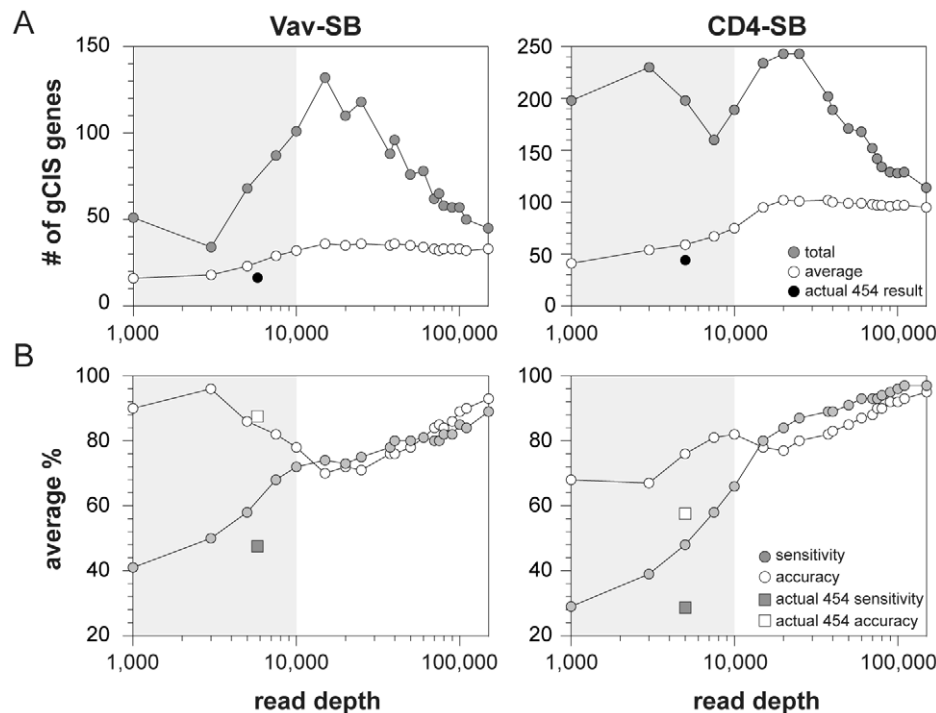 A
Vav-SB
CD4-SB
# of gCIS genes
150
100
50
0
1,000
10,000
100,000
250
200
150
100
50
0
total
average
actual 454 result
1,000
10,000
100,000
B
average %
100
80
60
40
20
1,000
10,000
100,000
read depth
100
80
60
40
20
sensitivity
accuracy
actual 454 sensitivity
actual 454 accuracy
1,000
10,000
100,000
read depth